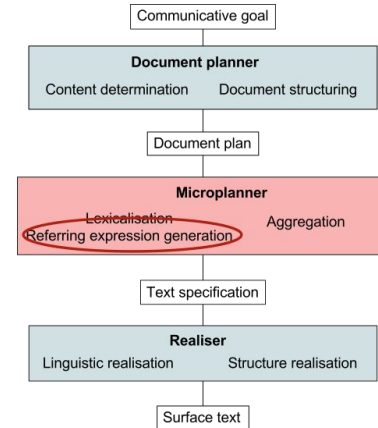 Communicative goal
Document planner
Content determination Document structuring
Document plan
Microplanner
Lexicalisation
Aggregation
Referring expression generation
Text specification
Realiser
Linguistic realisation Structure realisation
Surface text